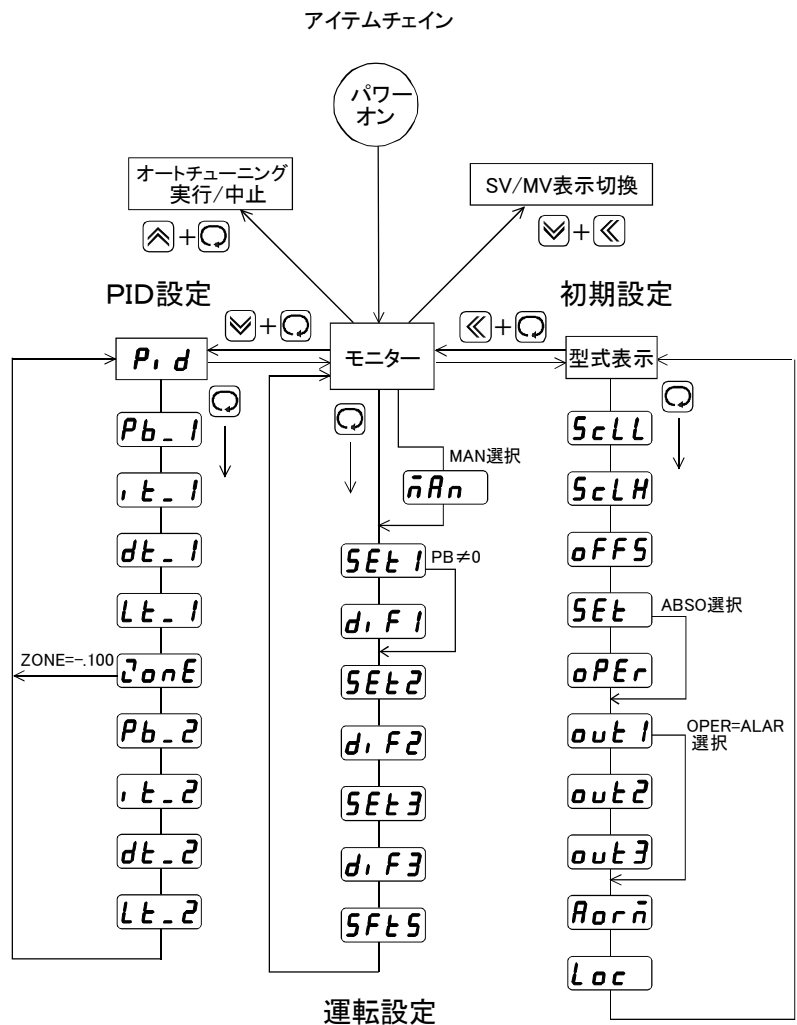 アイテムチェイン
パワー
オン
オートチューニング
実行/中止
SV/MV表示切換
+
+
PID設定
初期設定
+
+
Pid
モニター
型式表示
Pb_1
it_1
dt_1
Lt_1
ZONE=-.100
ZonE
Pb_2
it_2
dt_2
Lt_2
MAN選択
mAn
SEt1
PB≠0
diF1
SEt2
diF2
SEt3
diF3
SFtS
運転設定
ScLL
ScLH
oFFS
SEt
ABSO選択
oPEr
out1
OPER=ALAR
選択
out2
out3
Aorm
Loc